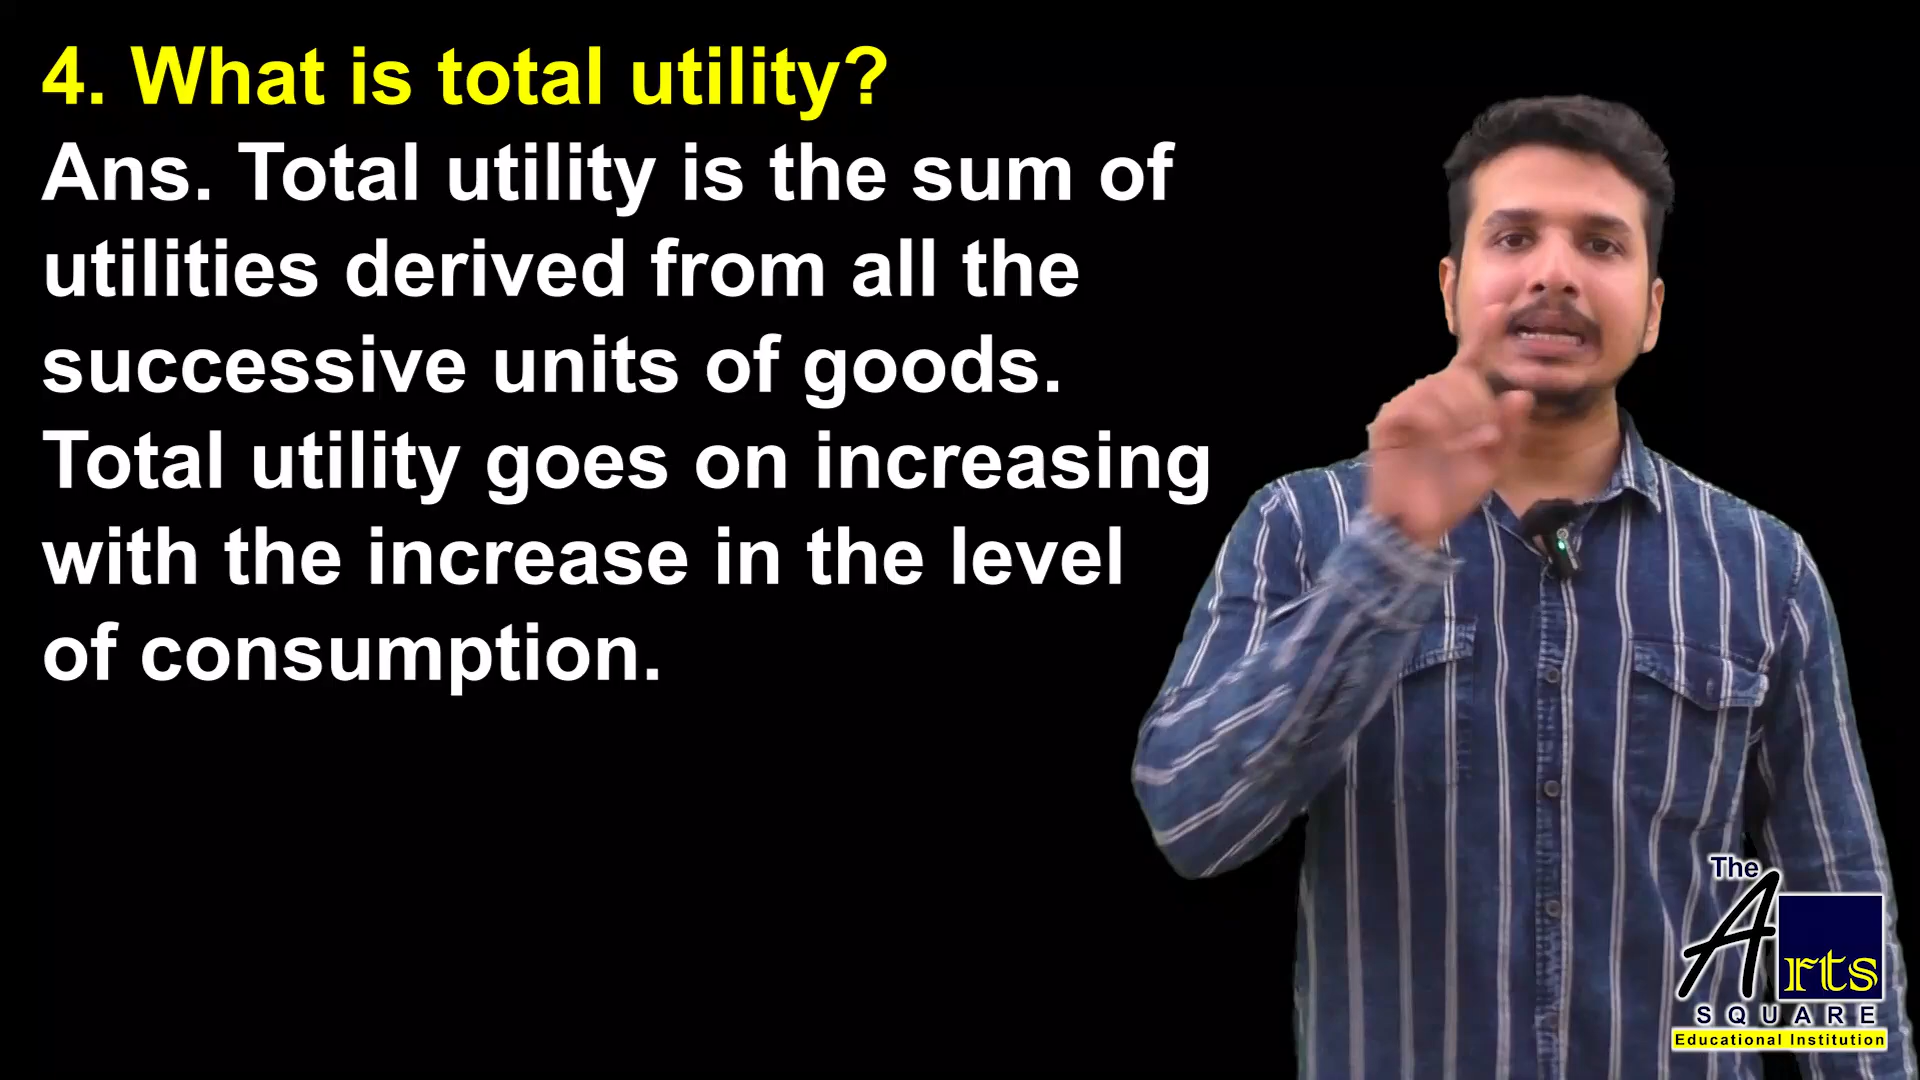 4. What is total utility?
Ans. Total utility is the sum of
utilities derived from all the
successive units of goods.
Total utility goes on increasing
with the increase in the level
of consumption.
The
Arts
SQUARE
Educational Institution